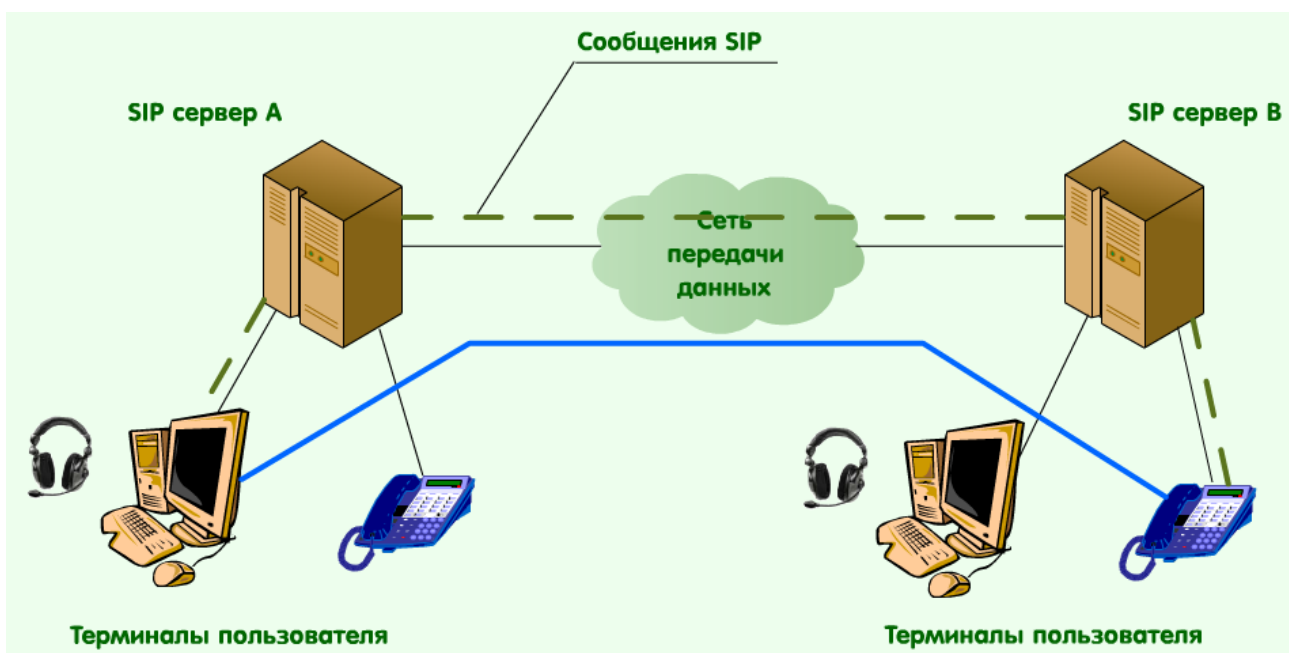 Сообщения SIP
SIP сервер A
SIP сервер B
Сеть
передачи
данных
Терминалы пользователя
Терминалы пользователя